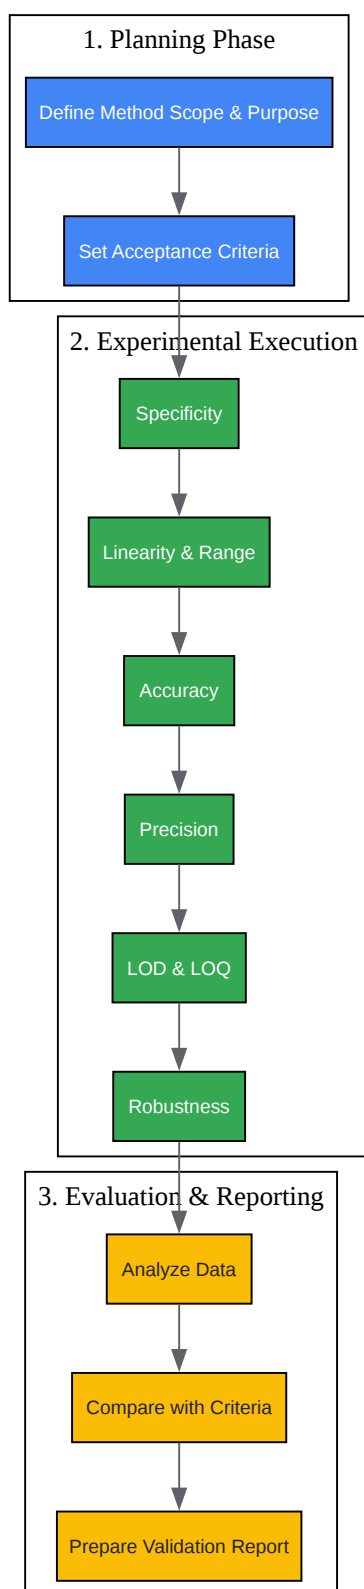 1. Planning Phase
Define Method Scope & Purpose
Set Acceptance Criteria
2. Experimental Execution
Specificity
Linearity & Range
Accuracy
Precision
LOD & LOQ
Robustness
3. Evaluation & Reporting
Analyze Data
Compare with Criteria
Prepare Validation Report